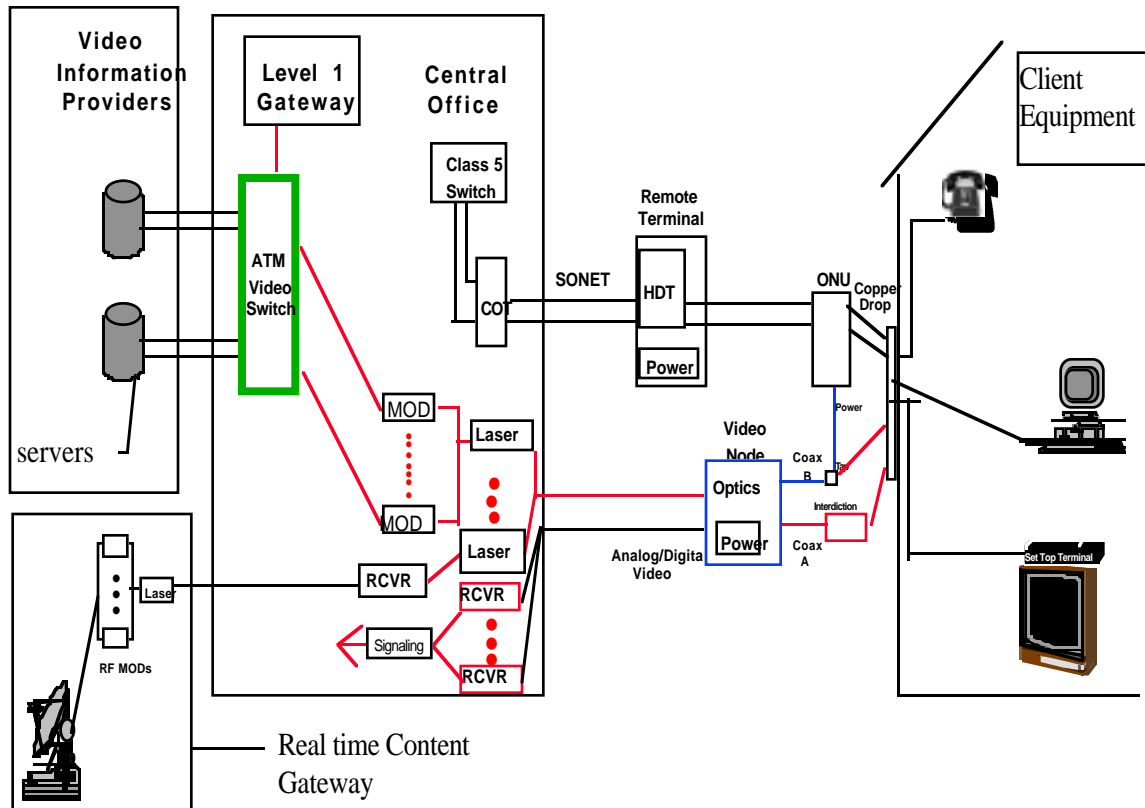 Video
Information
Providers
servers
Level 1
Gateway
Central
Office
Class 5
Switch
ATM
Video
Switch
COT
SONET
Remote
Terminal
HDT
Power
ONU
Copper
Drop
Client
Equipment
MOD
MOD
Laser
Laser
RCVR
RCVR
RCVR
Signaling
Video
Node
Optics
Power
Analog/Digita
Video
Power
Coax
B
Tap
Interdiction
Coax
A
Set Top Terminal
Laser
RF MODs
Real time Content
Gateway